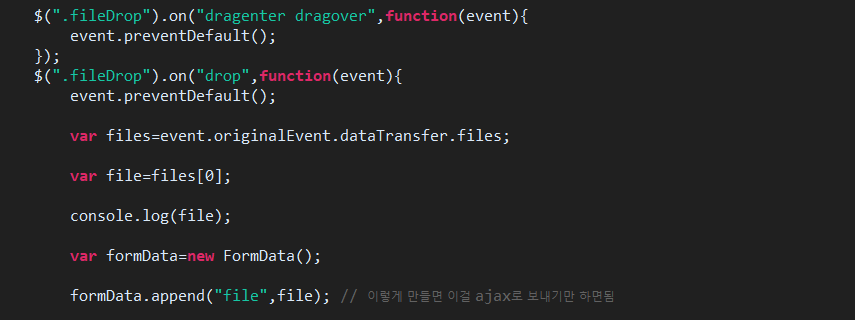 $(".fileDrop").on("dragenter dragover",function(event){
event.preventDefault();
});
$(".fileDrop").on("drop",function(event){
event.preventDefault();
var files=event.originalEvent.dataTransfer.files;
var file=files[0];
console.log(file);
var formData=new FormData();
formData.append("file",file); // 이렇게 만들면 이걸 ajax로 보내기만 하면됨